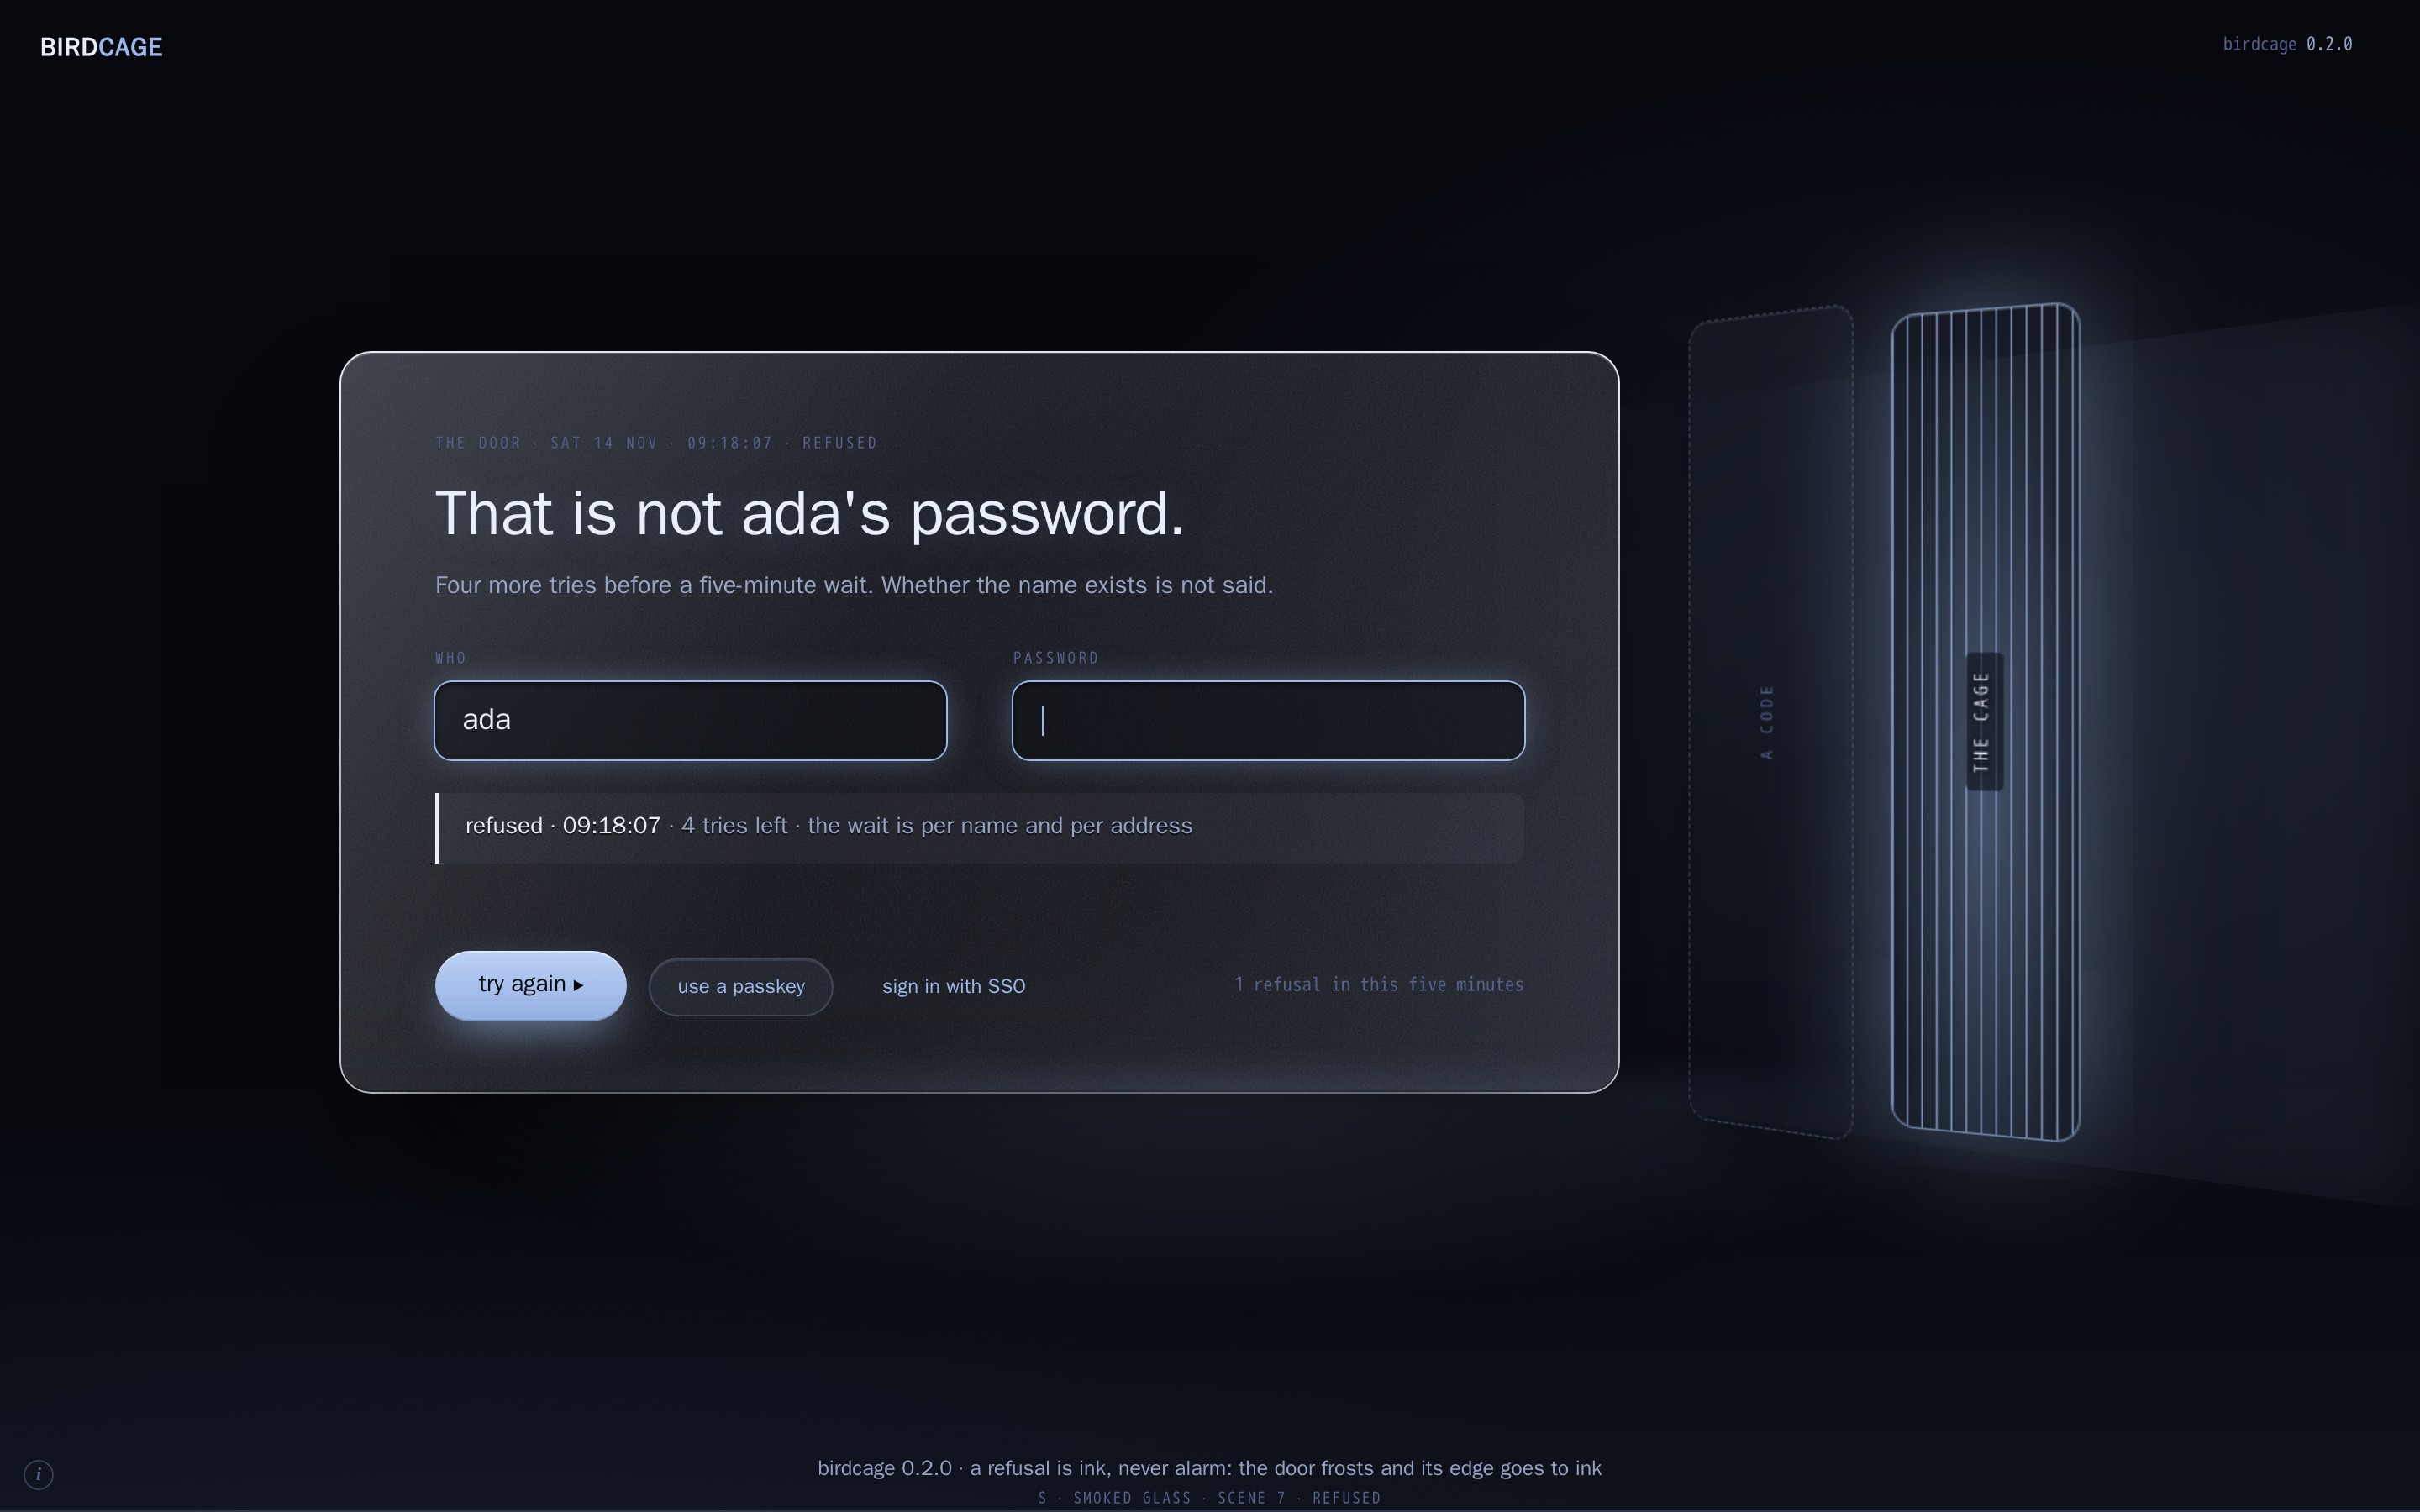 BIRDCAGE
birdcage 0.2.0
THE DOOR · SAT 14 NOV · 09:18:07 · REFUSED
That is not ada's password.
Four more tries before a five-minute wait. Whether the name exists is not said.
WHO
PASSWORD
ada
refused · 09:18:07 · 4 tries left · the wait is per name and per address
try again ▸
use a passkey
sign in with SSO
1 refusal in this five minutes
A CODE
THE CAGE
i
birdcage 0.2.0 · a refusal is ink, never alarm: the door frosts and its edge goes to ink
S · SMOKED GLASS · SCENE 7 · REFUSED